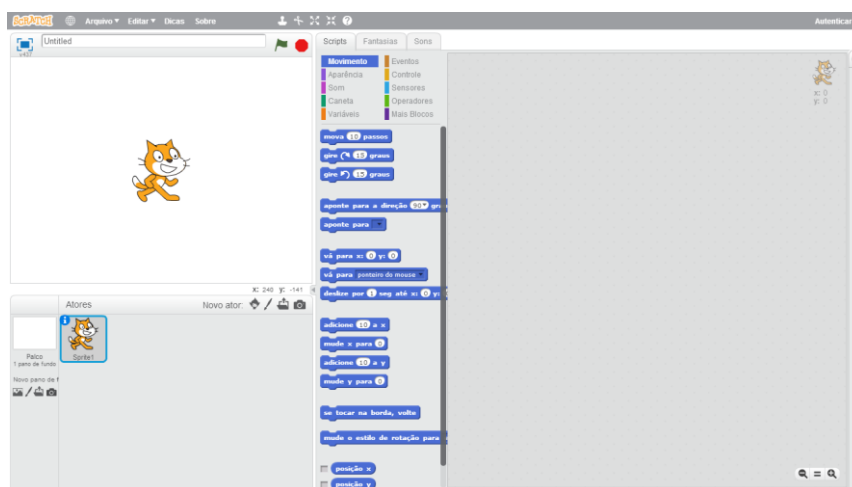 SCRATCH Arquivo Editar Dicas Sobre Autenticar
Untitled
v437
Scripts Fantasias Sons
Movimento Eventos
Aparência Controle
Som Sensores
Caneta Operadores
Variáveis Mais Blocos
x: 0
y: 0
mova 10 passos
gire 15 graus
gire 15 graus
aponte para a direção 90 gra
aponte para
vá para x: 0 y: 0
vá para ponteiro do mouse
deslize por 1 seg até x: 0 y:
adicione 10 a x
mude x para 0
adicione 10 a y
mude y para 0
se tocar na borda, volte
mude o estilo de rotação para
posição x
posição y
X: 240 Y: -141
Atores Novo ator:
Palco
1 pano de fundo
Sprite1
Novo pano de f